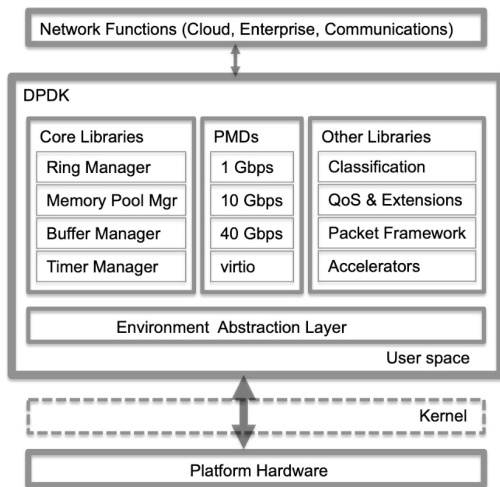 Network Functions (Cloud, Enterprise, Communications)
DPDK
Core Libraries
Ring Manager
Memory Pool Mgr
Buffer Manager
Timer Manager
PMDs
1 Gbps
10 Gbps
40 Gbps
virtio
Other Libraries
Classification
QoS & Extensions
Packet Framework
Accelerators
Environment Abstraction Layer
User space
Kernel
Platform Hardware